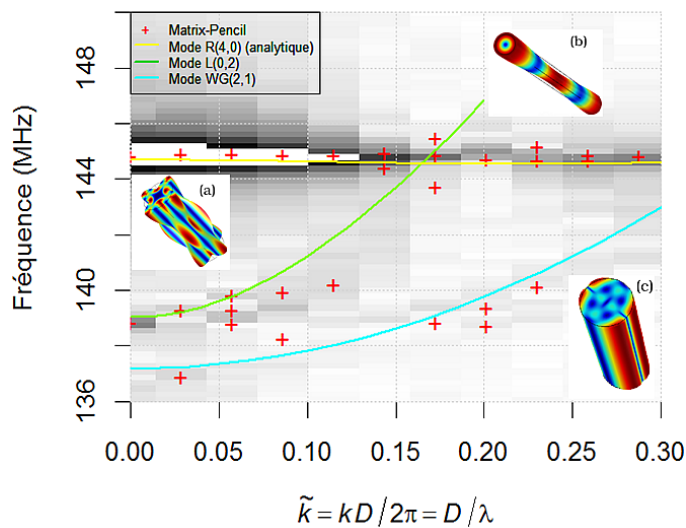 Matrix-Pencil
Mode R(4,0) (analytique)
Mode L(0,2)
Mode WG(2,1)
(b)
(a)
(c)
Fréquence (MHz)
148
144
140
136
0.00 0.05 0.10 0.15 0.20 0.25 0.30
k̃ = kD/2π = D/λ